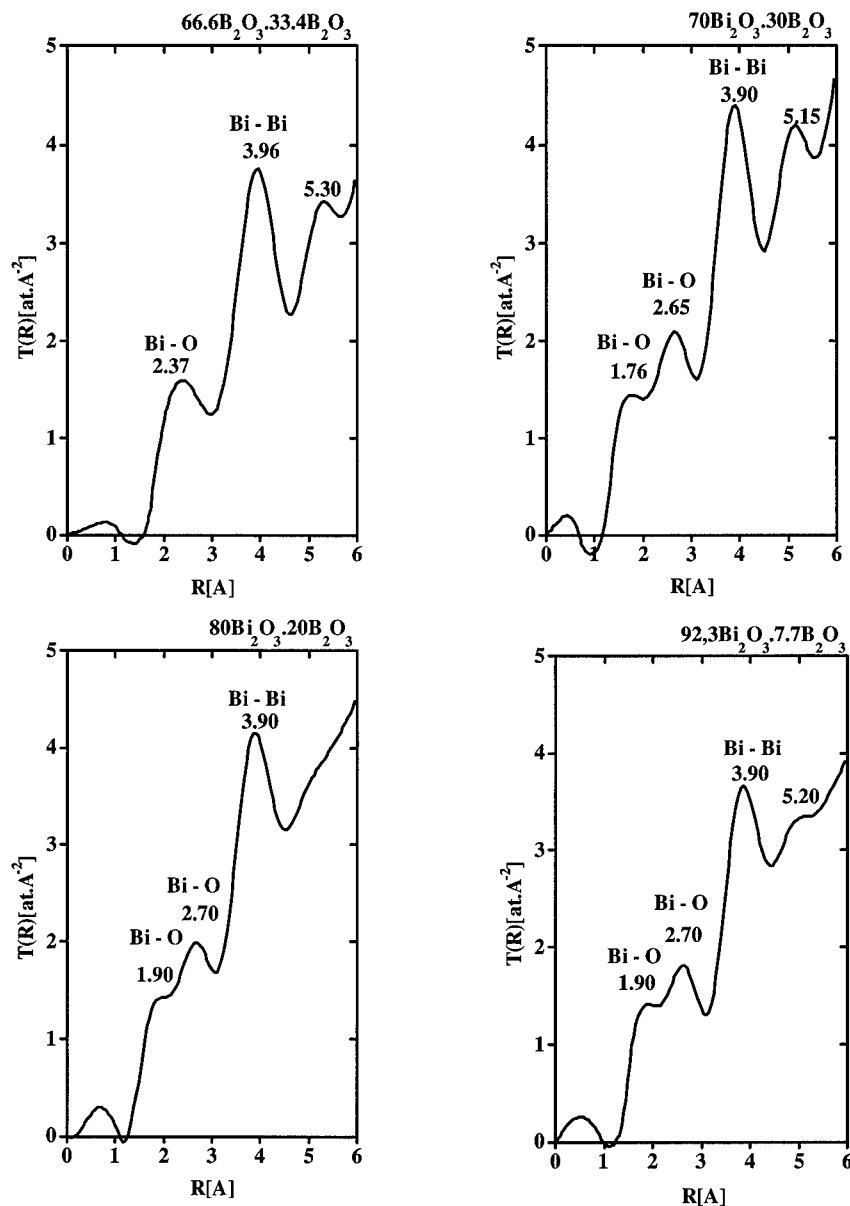 66.6B2O3.33.4B2O3
5
Bi - Bi
3.96
4
5.30
3
T(R)[at.A-2]
Bi - O
2.37
2
1
0
0 1 2 3 4 5 6
R[A]
70Bi2O3.30B2O3
5
Bi - Bi
3.90
5.15
4
3
T(R)[at.A-2]
Bi - O
2.65
Bi - O
1.76
2
1
0
0 1 2 3 4 5 6
R[A]
80Bi2O3.20B2O3
5
Bi - Bi
3.90
4
3
T(R)[at.A-2]
Bi - O
2.70
Bi - O
1.90
2
1
0
0 1 2 3 4 5 6
R[A]
92,3Bi2O3.7.7B2O3
5
Bi - Bi
3.90
5.20
4
3
T(R)[at.A-2]
Bi - O
2.70
Bi - O
1.90
2
1
0
0 1 2 3 4 5 6
R[A]